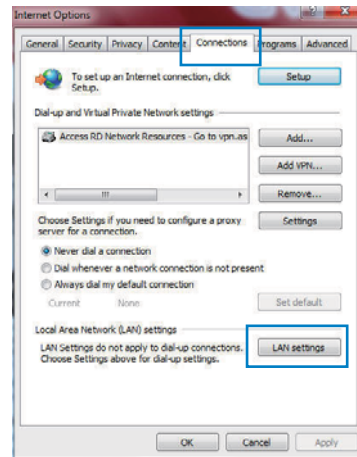 Internet Options
General Security Privacy Content Connections Programs Advanced
To set up an Internet connection, click
Setup.
Setup
Dial-up and Virtual Private Network settings
Access RD Network Resources - Go to vpn.as
Add...
Add VPN...
Remove...
Choose Settings if you need to configure a proxy
server for a connection.
Settings
Never dial a connection
Dial whenever a network connection is not present
Always dial my default connection
Current None
Set default
Local Area Network (LAN) settings
LAN Settings do not apply to dial-up connections.
Choose Settings above for dial-up settings.
LAN settings
OK Cancel Apply